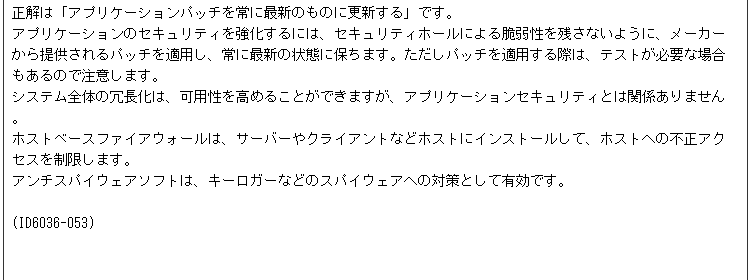 正解は「アプリケーションパッチを常に最新のものに更新する」です。
アプリケーションのセキュリティを強化するには、セキュリティホールによる脆弱性を残さないように、メーカー
から提供されるパッチを適用し、常に最新の状態に保ちます。ただしパッチを適用する際は、テストが必要な場合
もあるので注意します。
システム全体の冗長化は、可用性を高めることができますが、アプリケーションセキュリティとは関係ありません
。
ホストベースファイアウォールは、サーバーやクライアントなどホストにインストールして、ホストへの不正アク
セスを制限します。
アンチスパイウェアソフトは、キーロガーなどのスパイウェアへの対策として有効です。
(ID6036-053)